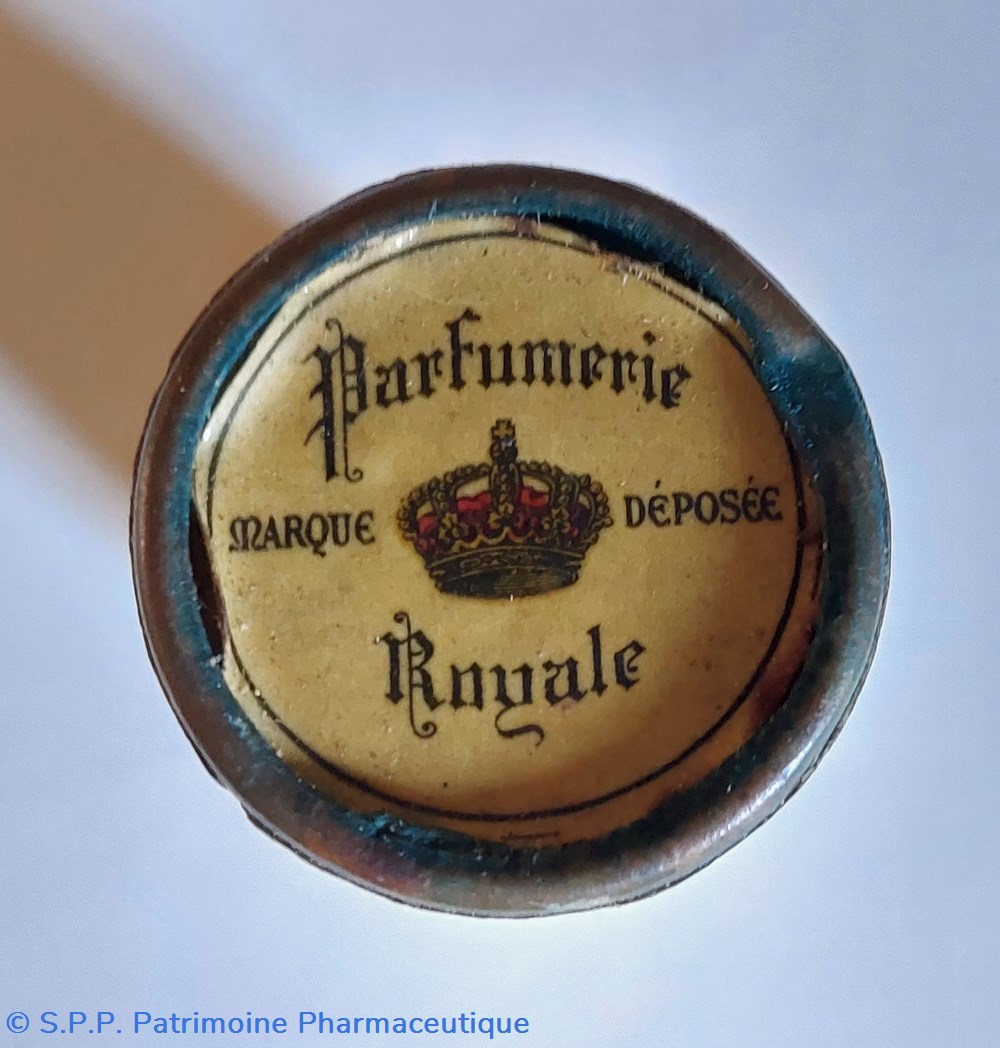 Parfumerie
MARQUE DÉPOSÉE
Royale
© S.P.P. Patrimoine Pharmaceutique